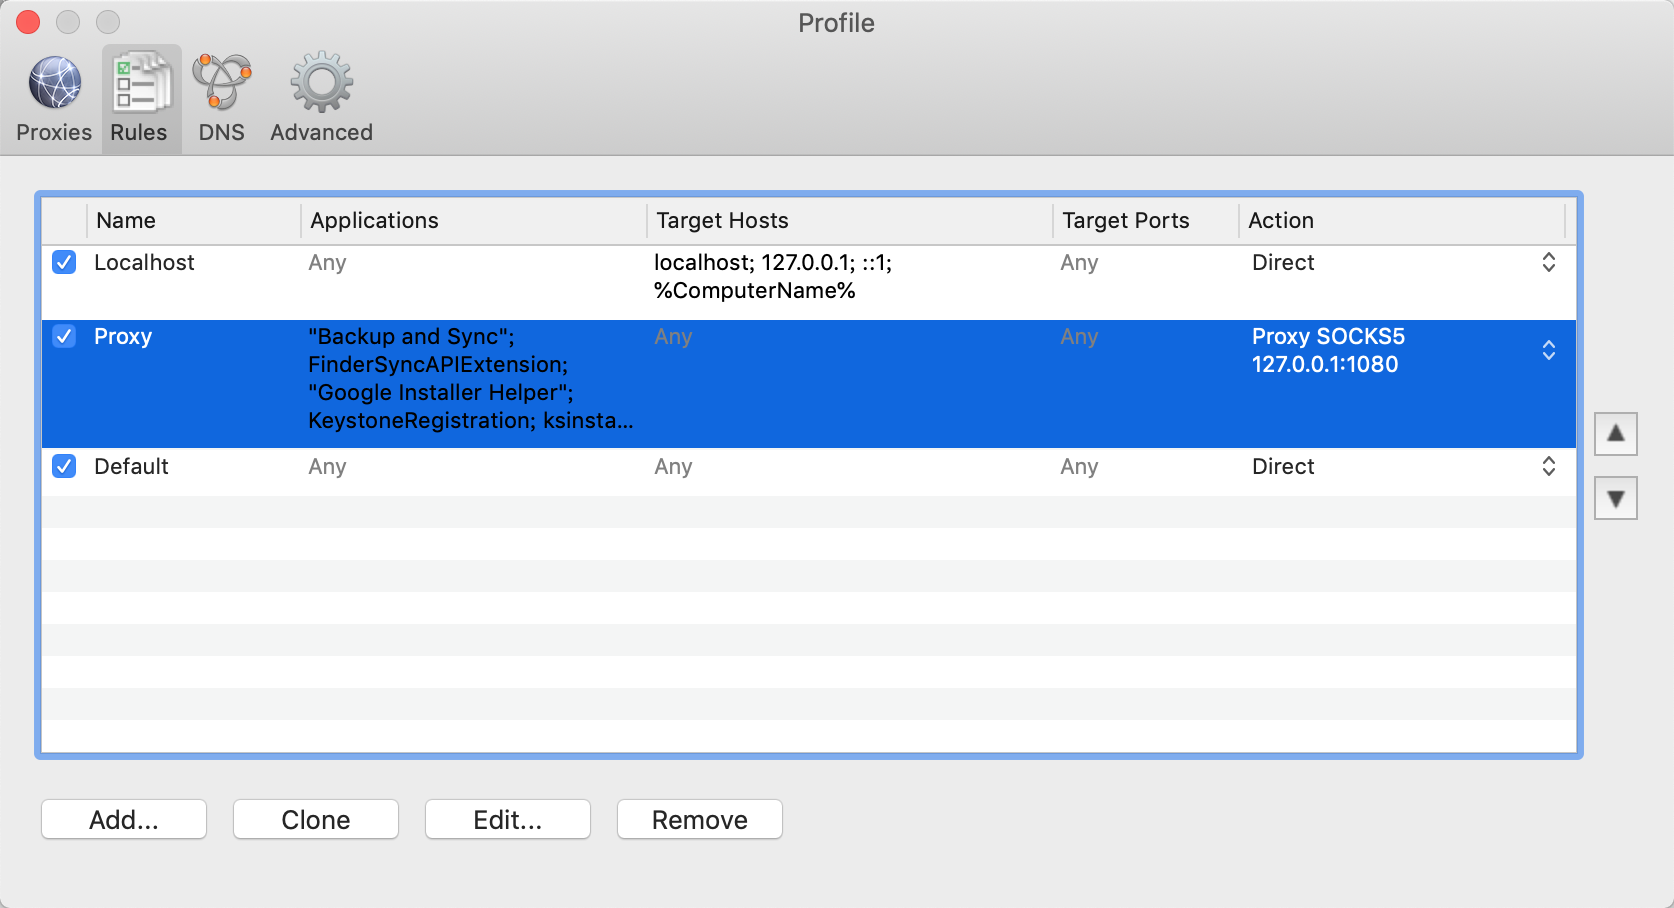 Profile
Proxies Rules DNS Advanced
Name Applications Target Hosts Target Ports Action
Localhost Any localhost; 127.0.0.1; ::1; Any Direct
%ComputerName%
Proxy "Backup and Sync"; Any Any Proxy SOCKS5
FinderSyncAPIExtension; 127.0.0.1:1080
"Google Installer Helper";
KeystoneRegistration; ksinsta...
Default Any Any Any Direct
Add... Clone Edit... Remove